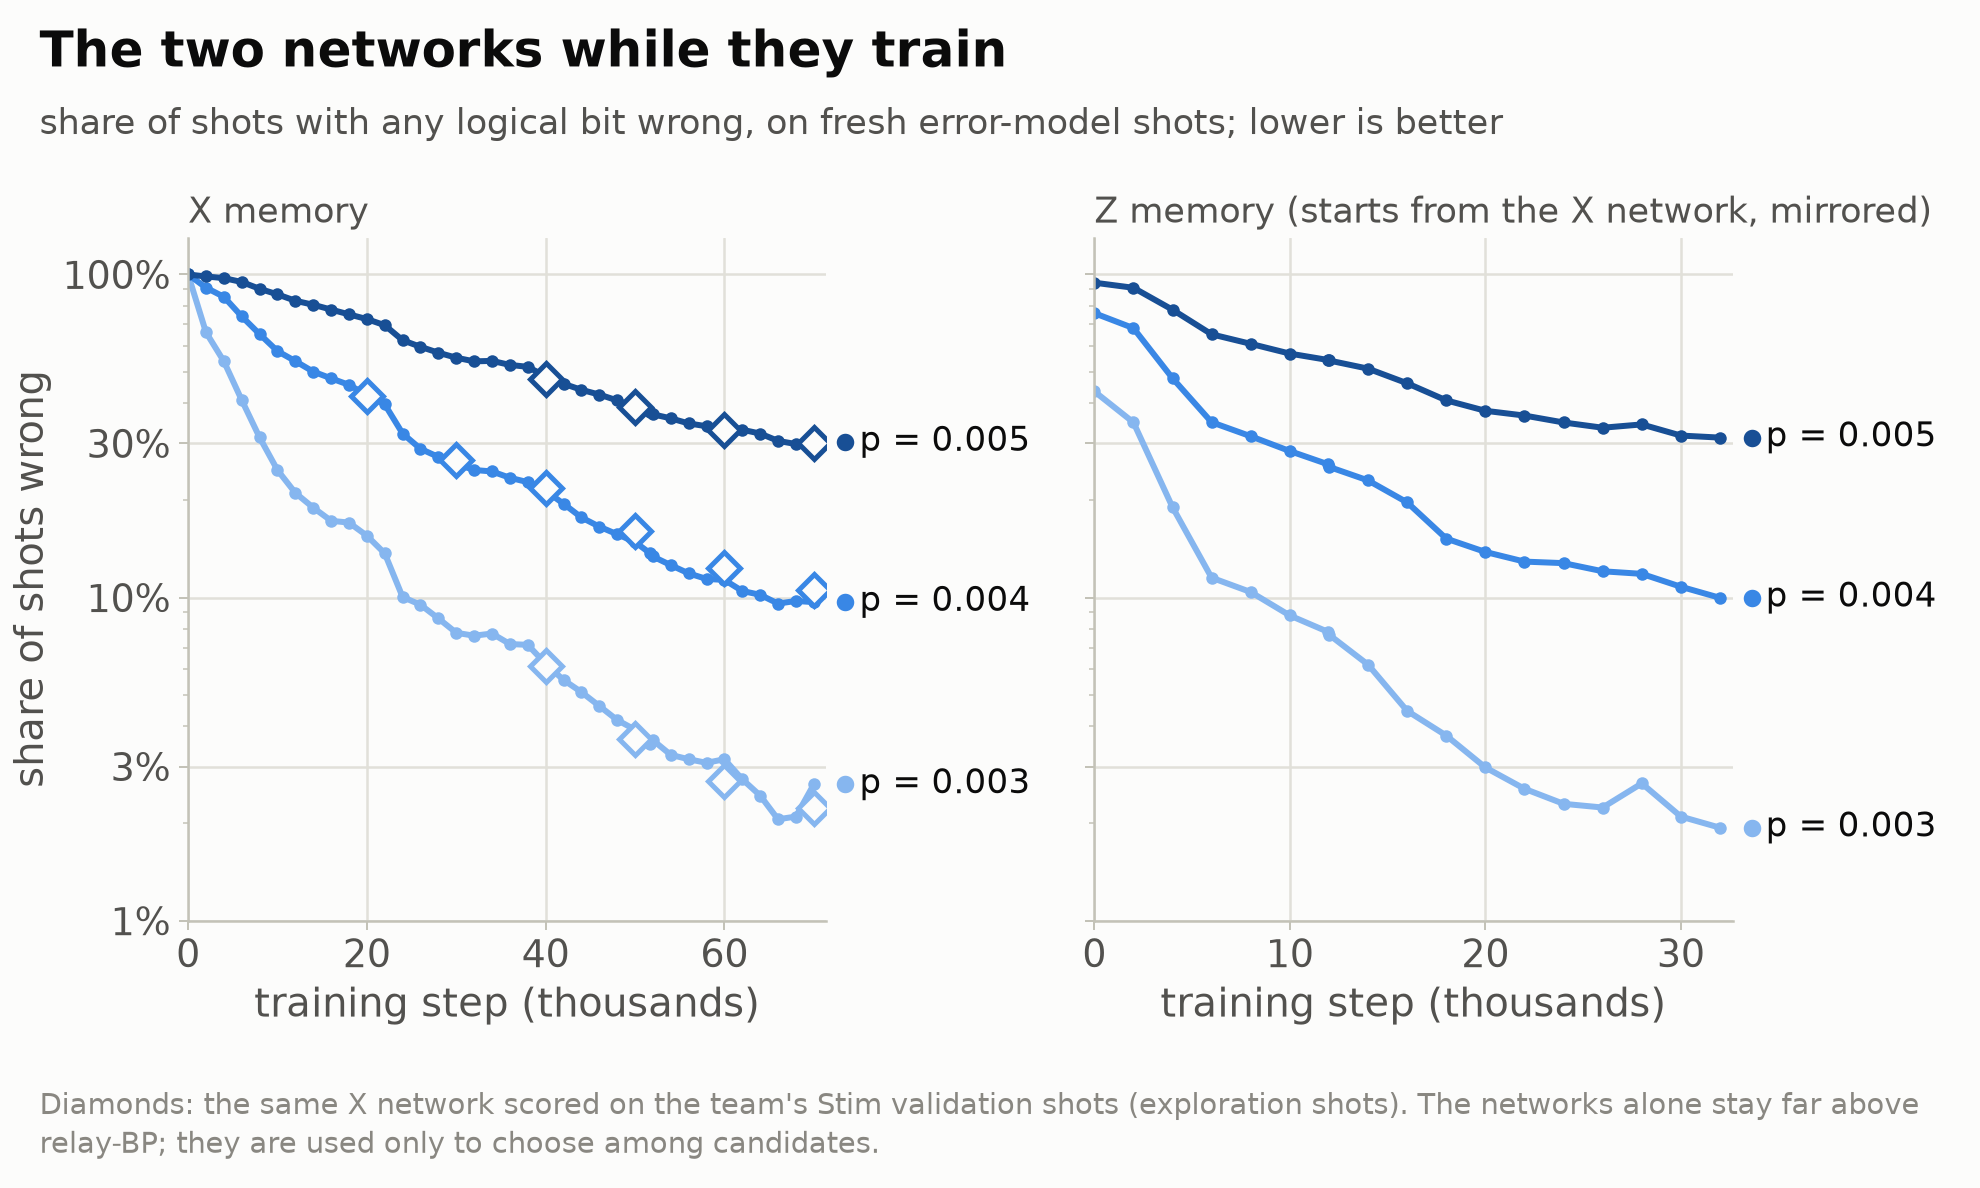 The two networks while they train
share of shots with any logical bit wrong, on fresh error-model shots; lower is better
X memory
Z memory (starts from the X network, mirrored)
share of shots wrong
100%
30%
10%
3%
1%
p = 0.005
p = 0.004
p = 0.003
p = 0.005
p = 0.004
p = 0.003
0 20 40 60
0 10 20 30
training step (thousands)
training step (thousands)
Diamonds: the same X network scored on the team's Stim validation shots (exploration shots). The networks alone stay far above
relay-BP; they are used only to choose among candidates.